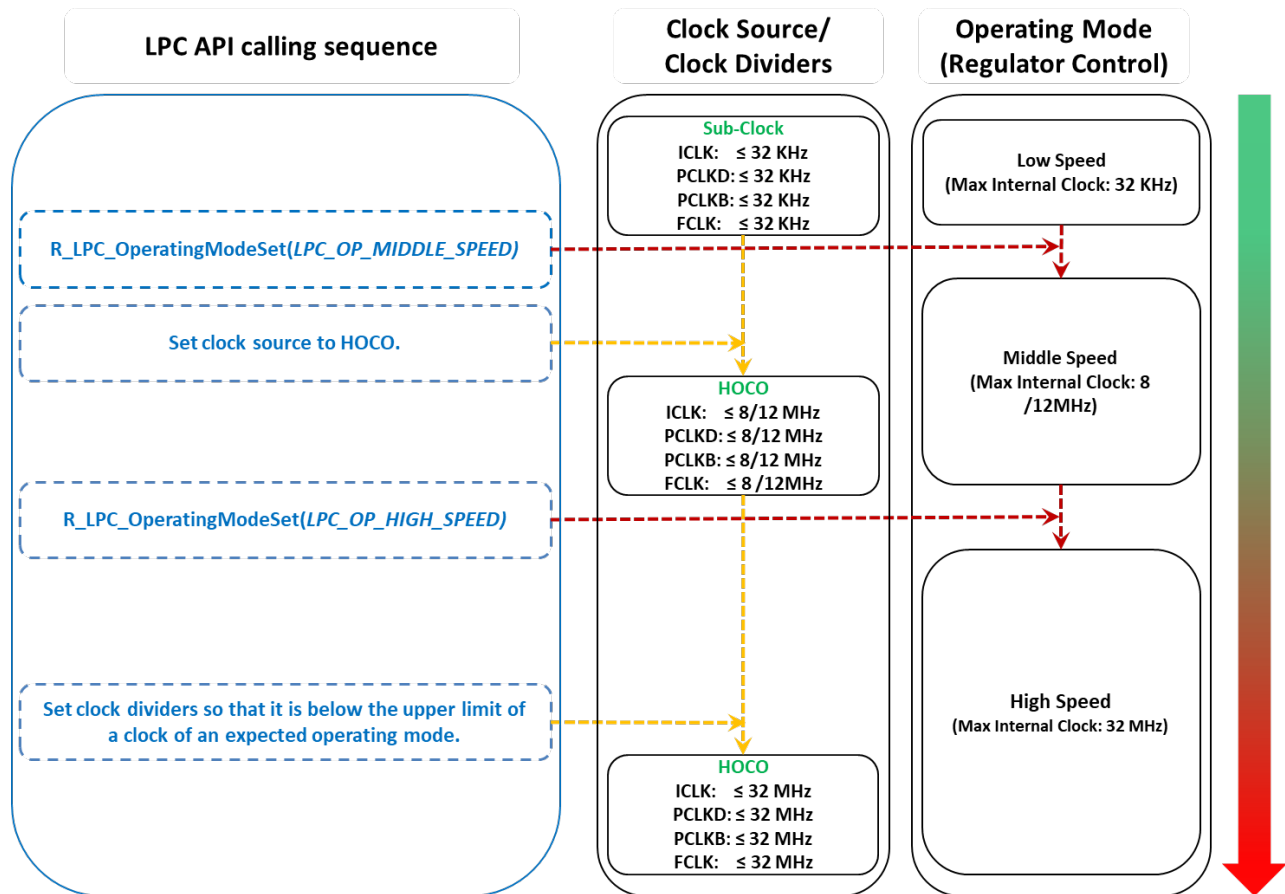 LPC API calling sequence
Clock Source/
Clock Dividers
Operating Mode
(Regulator Control)
R_LPC_OperatingModeSet(LPC_OP_MIDDLE_SPEED)
Set clock source to HOCO.
R_LPC_OperatingModeSet(LPC_OP_HIGH_SPEED)
Set clock dividers so that it is below the upper limit of
a clock of an expected operating mode.
Sub-Clock
ICLK: ≤ 32 KHz
PCLKD: ≤ 32 KHz
PCLKB: ≤ 32 KHz
FCLK: ≤ 32 KHz
HOCO
ICLK: ≤ 8/12 MHz
PCLKD: ≤ 8/12 MHz
PCLKB: ≤ 8/12 MHz
FCLK: ≤ 8 /12MHz
HOCO
ICLK: ≤ 32 MHz
PCLKD: ≤ 32 MHz
PCLKB: ≤ 32 MHz
FCLK: ≤ 32 MHz
Low Speed
(Max Internal Clock: 32 KHz)
Middle Speed
(Max Internal Clock: 8
/12MHz)
High Speed
(Max Internal Clock: 32 MHz)